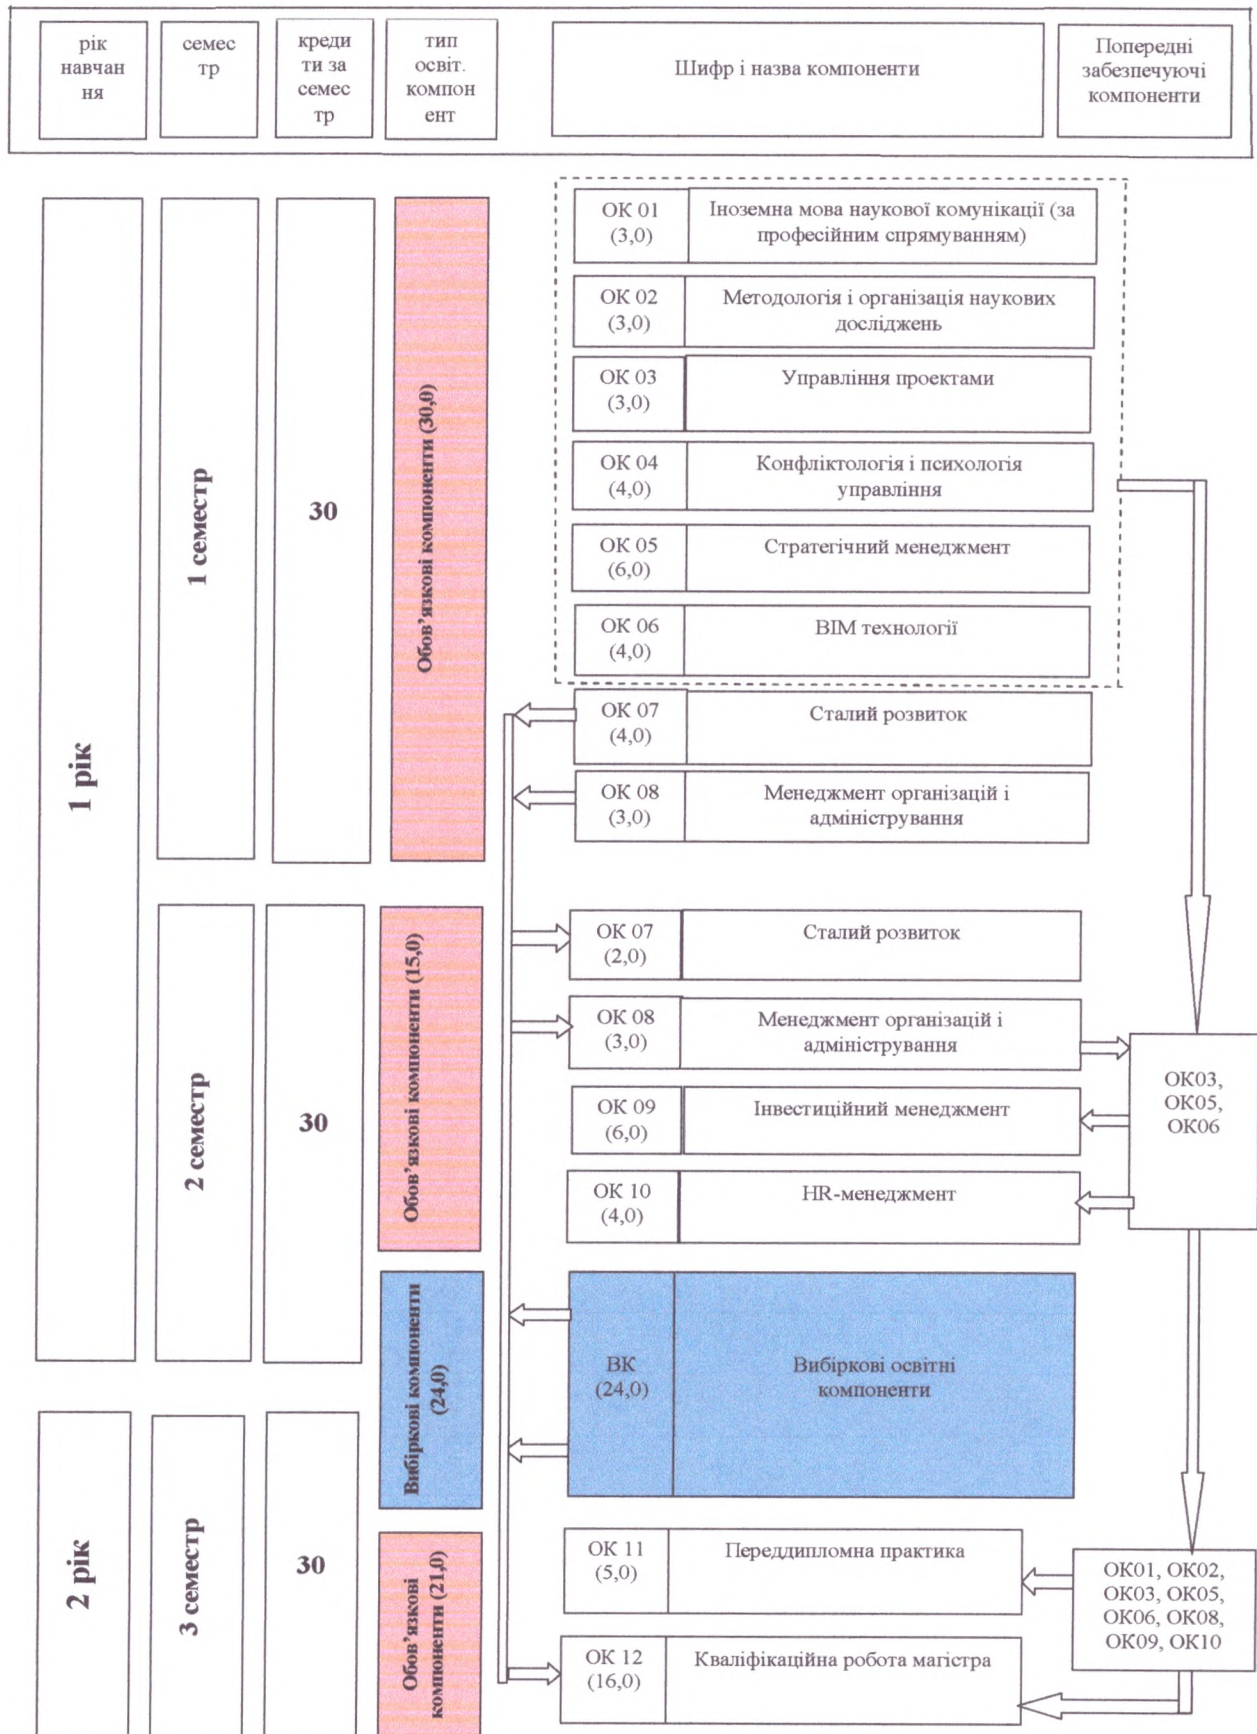 рік
навчан
ня
семес
тр
креди
ти за
семес
тр
тип
освіт.
компон
ент
Шифр і назва компоненти
Попередні
забезпечуючі
компоненти
1 рік
1 семестр
30
Обов’язкові компоненти (30,0)
ОК 01
(3,0)
Іноземна мова наукової комунікації (за
професійним спрямуванням)
ОК 02
(3,0)
Методологія і організація наукових
досліджень
ОК 03
(3,0)
Управління проектами
ОК 04
(4,0)
Конфліктологія і психологія
управління
ОК 05
(6,0)
Стратегічний менеджмент
ОК 06
(4,0)
BIM технології
ОК 07
(4,0)
Сталий розвиток
ОК 08
(3,0)
Менеджмент організацій і
адміністрування
2 семестр
30
Обов’язкові компоненти (15,0)
ОК 07
(2,0)
Сталий розвиток
ОК 08
(3,0)
Менеджмент організацій і
адміністрування
ОК 09
(6,0)
Інвестиційний менеджмент
ОК 10
(4,0)
HR-менеджмент
ОК03,
ОК05,
ОК06
Вибіркові компоненти
(24,0)
ВК
(24,0)
Вибіркові освітні
компоненти
2 рік
3 семестр
30
Обов’язкові
компоненти (21,0)
ОК 11
(5,0)
Переддипломна практика
ОК 12
(16,0)
Кваліфікаційна робота магістра
ОК01, ОК02,
ОК03, ОК05,
ОК06, ОК08,
ОК09, ОК10